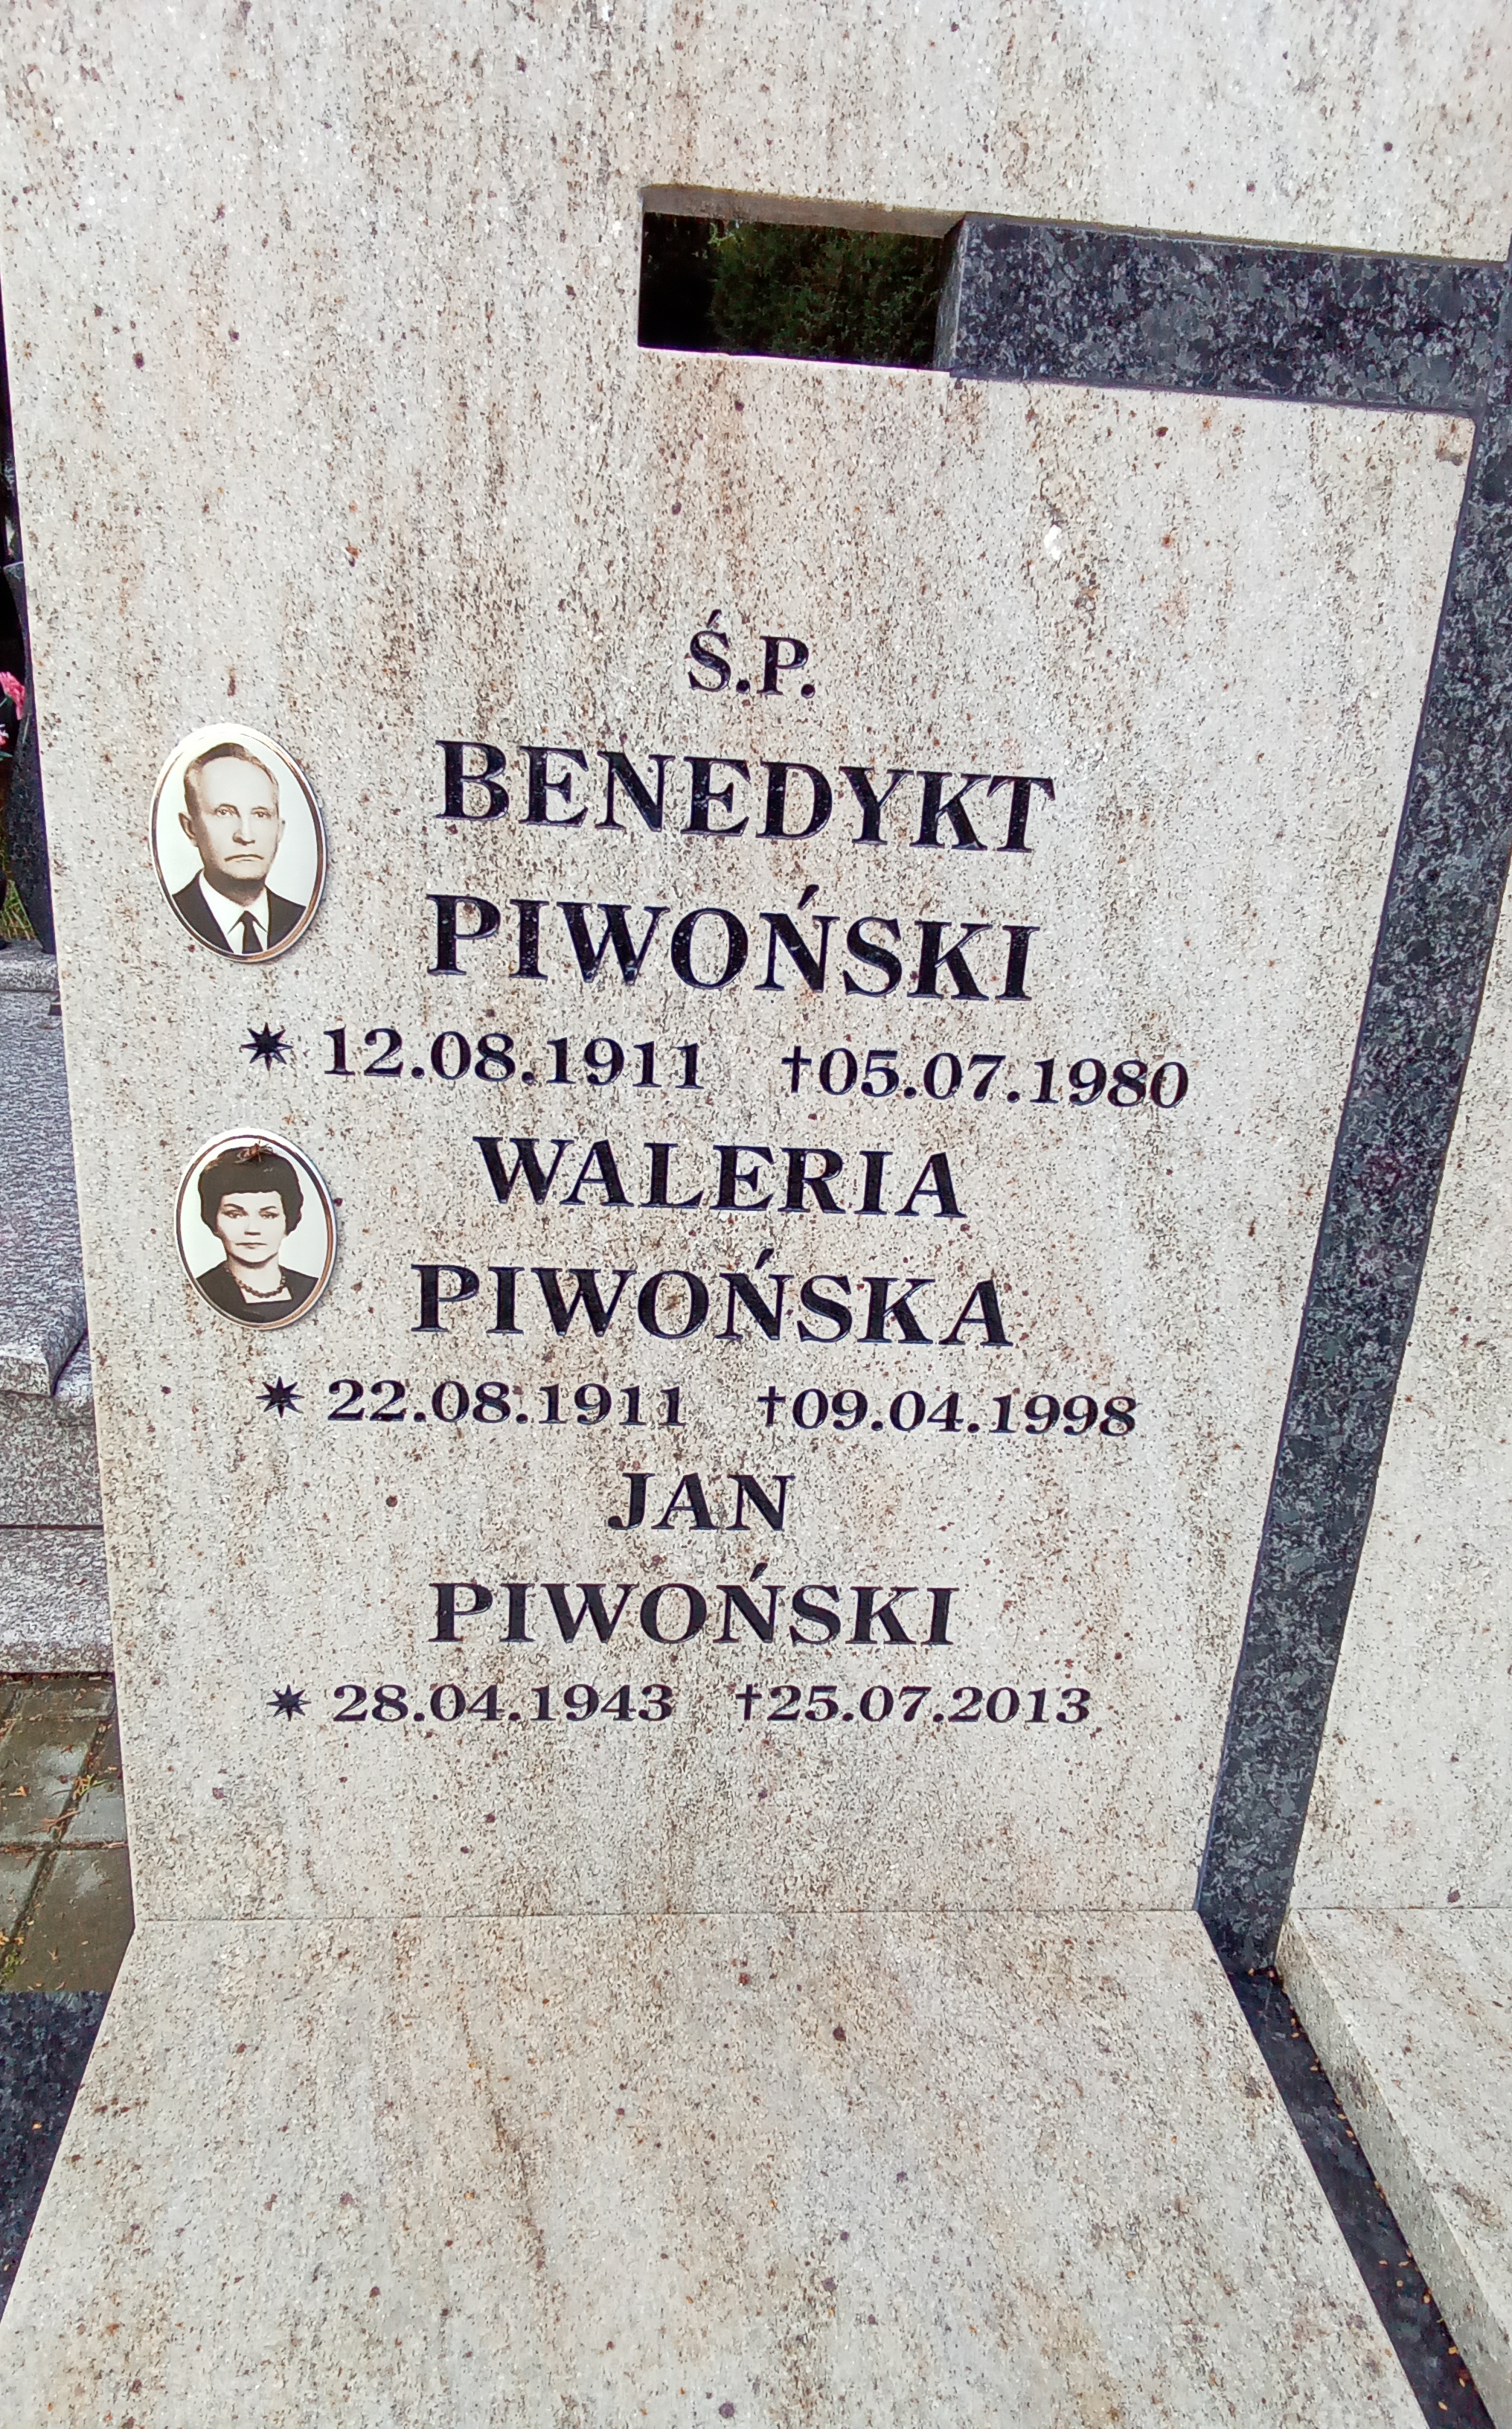 Ś.P.
BENEDYKT
PIWOŃSKI
✷ 12.08.1911 †05.07.1980
WALERIA
PIWOŃSKA
✷ 22.08.1911 †09.04.1998
JAN
PIWOŃSKI
✷ 28.04.1943 †25.07.2013